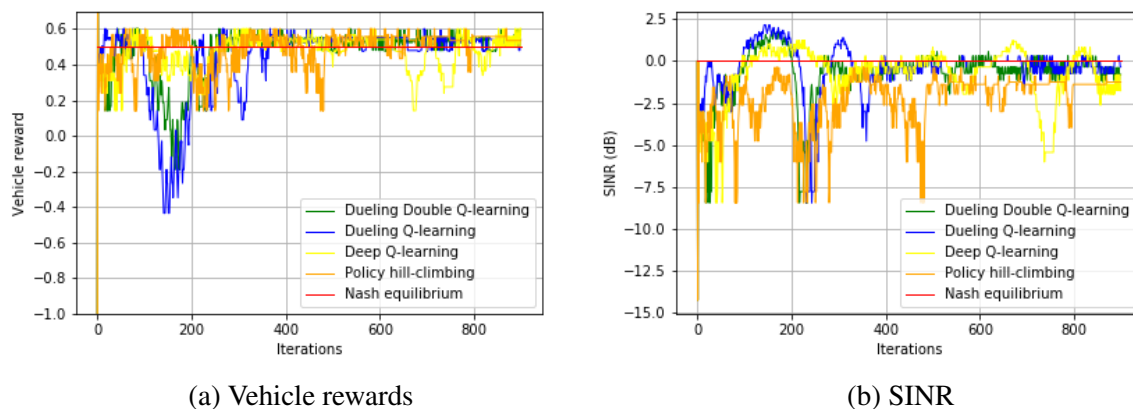 0.6
0.4
0.2
0.0
−0.2
−0.4
−0.6
−0.8
−1.0
Vehicle reward
0 200 400 600 800
Iterations
Dueling Double Q-learning
Dueling Q-learning
Deep Q-learning
Policy hill-climbing
Nash equilibrium
(a) Vehicle rewards
2.5
0.0
−2.5
−5.0
−7.5
−10.0
−12.5
−15.0
SINR (dB)
0 200 400 600 800
Iterations
Dueling Double Q-learning
Dueling Q-learning
Deep Q-learning
Policy hill-climbing
Nash equilibrium
(b) SINR